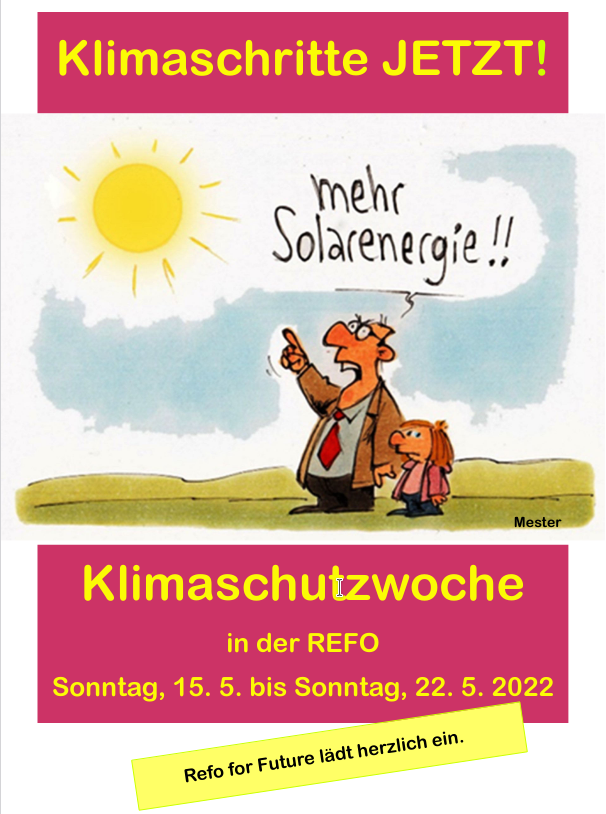 Klimaschritte JETZT!
mehr
Solarenergie!!
Mester
Klimaschutzwoche
in der REFO
Sonntag, 15. 5. bis Sonntag, 22. 5. 2022
Refo for Future lädt herzlich ein.